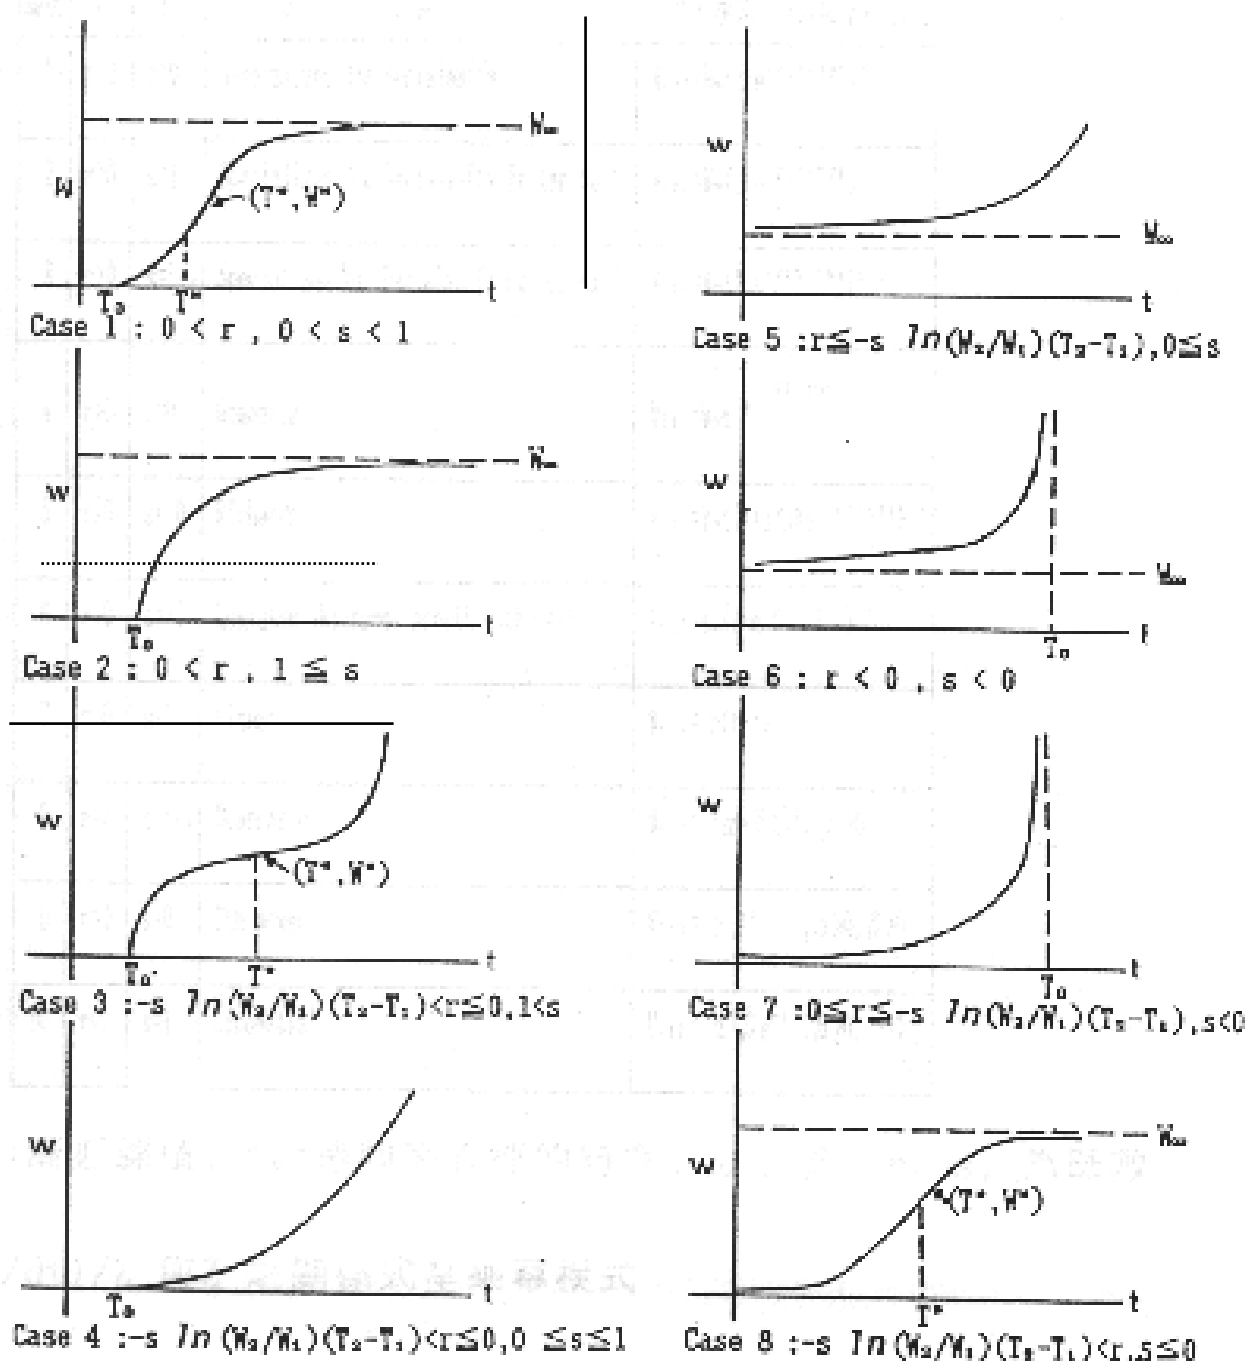 W∞
W
(T*,W*)
T₀ T* t
Case 1 : 0 < r , 0 < s < 1
W∞
W
T₀ t
Case 2 : 0 < r , 1 ≦ s
W
(T*,W*)
T₀ T* t
Case 3 :-s ln(W₂/W₁)(T₂-T₁)<r≦0,1<s
W
T₀ t
Case 4 :-s ln(W₂/W₁)(T₂-T₁)<r≦0,0 ≦s≦1
W
W∞
t
Case 5 :r≦-s ln(W₂/W₁)(T₂-T₁),0≦s
W
W∞
T₀ t
Case 6 : r < 0 , s < 0
W
T₀ t
Case 7 :0≦r≦-s ln(W₂/W₁)(T₂-T₁),s<0
W∞
W
(T*,W*)
T* t
Case 8 :-s ln(W₂/W₁)(T₂-T₁)<r,s≦0